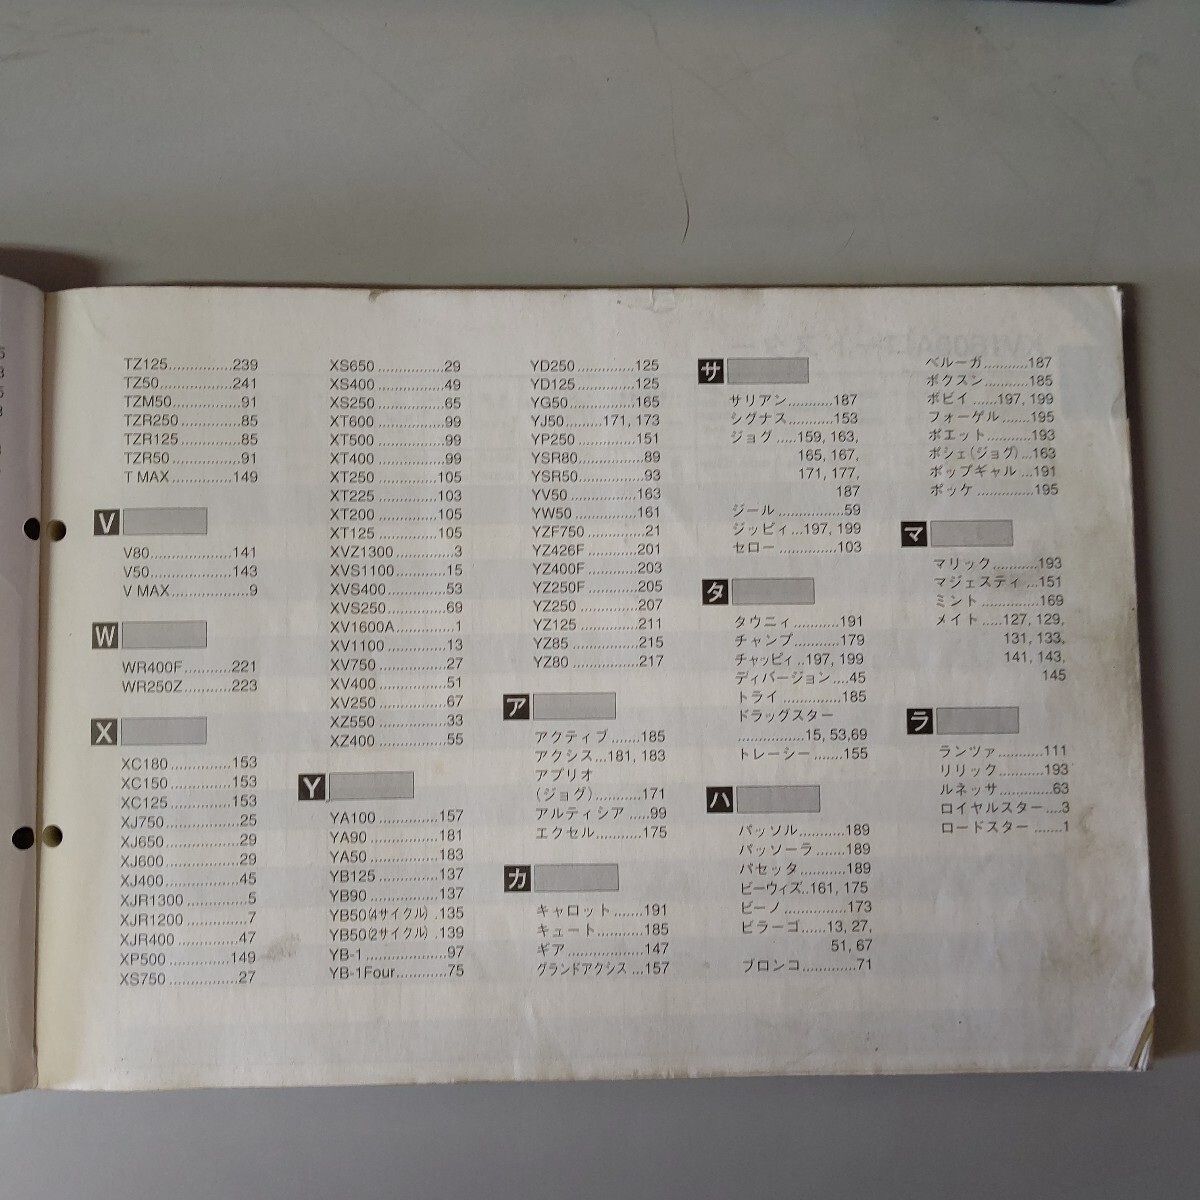 TZ125...............239
TZ50.................241
TZM50................91
TZR250...............85
TZR125...............85
TZR50................91
T MAX...............149
V
V80....................141
V50....................143
V MAX...................9
W
WR400F...........221
WR250Z...........223
X
XC180...............153
XC150...............153
XC125...............153
XJ750.................25
XJ650.................29
XJ600.................29
XJ400.................45
XJR1300...............5
XJR1200...............7
XJR400...............47
XP500...............149
XS750.................27
XS650.................29
XS400.................49
XS250.................65
XT600.................99
XT500.................99
XT400.................99
XT250...............105
XT225...............103
XT200...............105
XT125...............105
XVZ1300...............3
XVS1100.............15
XVS400...............53
XVS250...............69
XV1600A...............1
XV1100...............13
XV750.................27
XV400.................51
XV250.................67
XZ550.................33
XZ400.................55
Y
YA100...............157
YA90.................181
YA50.................183
YB125...............137
YB90.................137
YB50(4サイクル) .135
YB50(2サイクル) .139
YB-1....................97
YB-1Four............75
YD250...............125
YD125...............125
YG50.................165
YJ50.........171, 173
YP250...............151
YSR80.................89
YSR50.................93
YV50.................163
YW50.................161
YZF750...............21
YZ426F.............201
YZ400F.............203
YZ250F.............205
YZ250...............207
YZ125...............211
YZ85.................215
YZ80.................217
ア
アクティブ ........185
アクシス...181, 183
アプリオ
(ジョグ)...........171
アルティシア .....99
エクセル...........175
カ
キャロット.......191
キュート...........185
ギア...................147
グランドアクシス ...157
サ
サリアン...........187
シグナス...........153
ジョグ .....159, 163,
165, 167,
171, 177,
187
ジール.................59
ジッピィ...197, 199
セロー...............103
タ
タウニィ...........191
チャンプ...........179
チャッピィ..197, 199
ディバージョン....45
トライ...............185
ドラッグスター
..................15, 53,69
トレーシー.......155
ハ
パッソル...........189
パッソーラ.......189
パセッタ...........189
ビーウィズ..161, 175
ビーノ...............173
ビラーゴ......13, 27,
51, 67
ブロンコ.............71
ベルーガ...........187
ボクスン...........185
ボビイ......197, 199
フォーゲル.......195
ポエット...........193
ポシェ(ジョグ)...163
ポップギャル ...191
ポッケ...............195
マ
マリック...........193
マジェスティ ...151
ミント...............169
メイト.....127, 129,
131, 133,
141, 143,
145
ラ
ランツァ...........111
リリック...........193
ルネッサ.............63
ロイヤルスター....3
ロードスター.......1